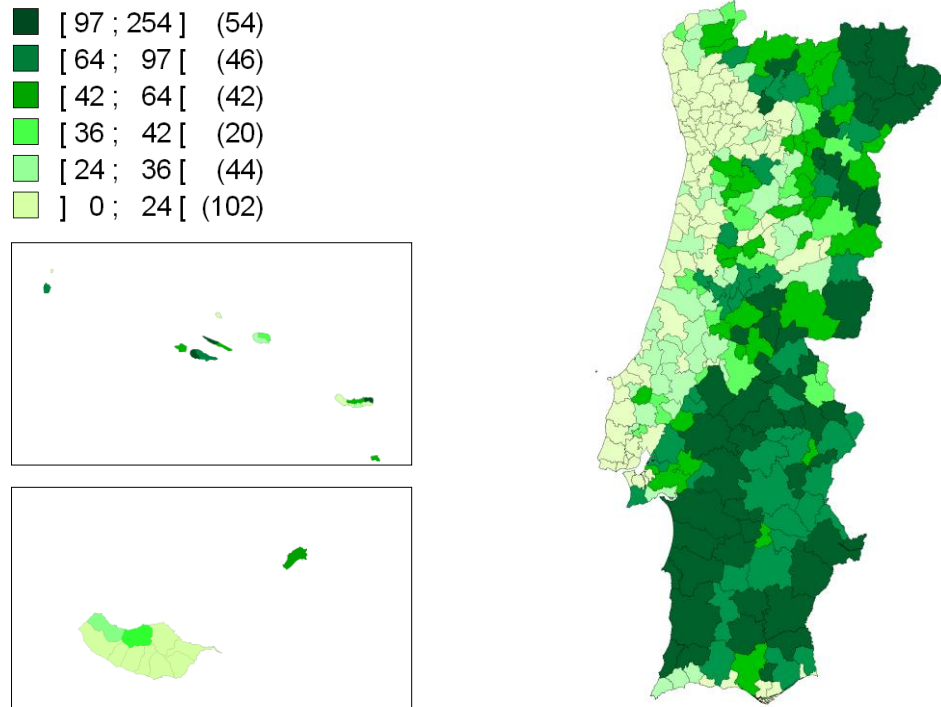 [ 97 ; 254 ] (54)
[ 64 ; 97 [ (46)
[ 42 ; 64 [ (42)
[ 36 ; 42 [ (20)
[ 24 ; 36 [ (44)
] 0 ; 24 [ (102)